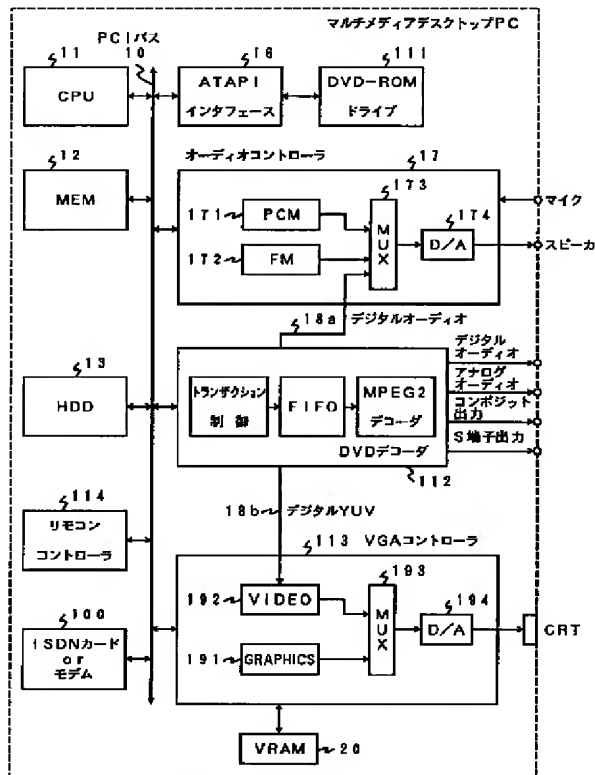 マルチメディアデスクトップPC
PCIバス
10
11
CPU
16
ATAPI
インタフェース
111
DVD-ROM
ドライブ
12
MEM
オーディオコントローラ
17
171
PCM
172
FM
173
MUX
174
D/A
マイク
スピーカ
18a
デジタルオーディオ
13
HDD
トランザクション
制御
FIFO
MPEG2
デコーダ
DVDデコーダ
112
デジタル
オーディオ
アナログ
オーディオ
コンポジット
出力
S端子出力
18b
デジタルYUV
114
リモコン
コントローラ
113
VGAコントローラ
192
VIDEO
191
GRAPHICS
193
MUX
194
D/A
CRT
100
ISDNカード
or
モデム
VRAM
20